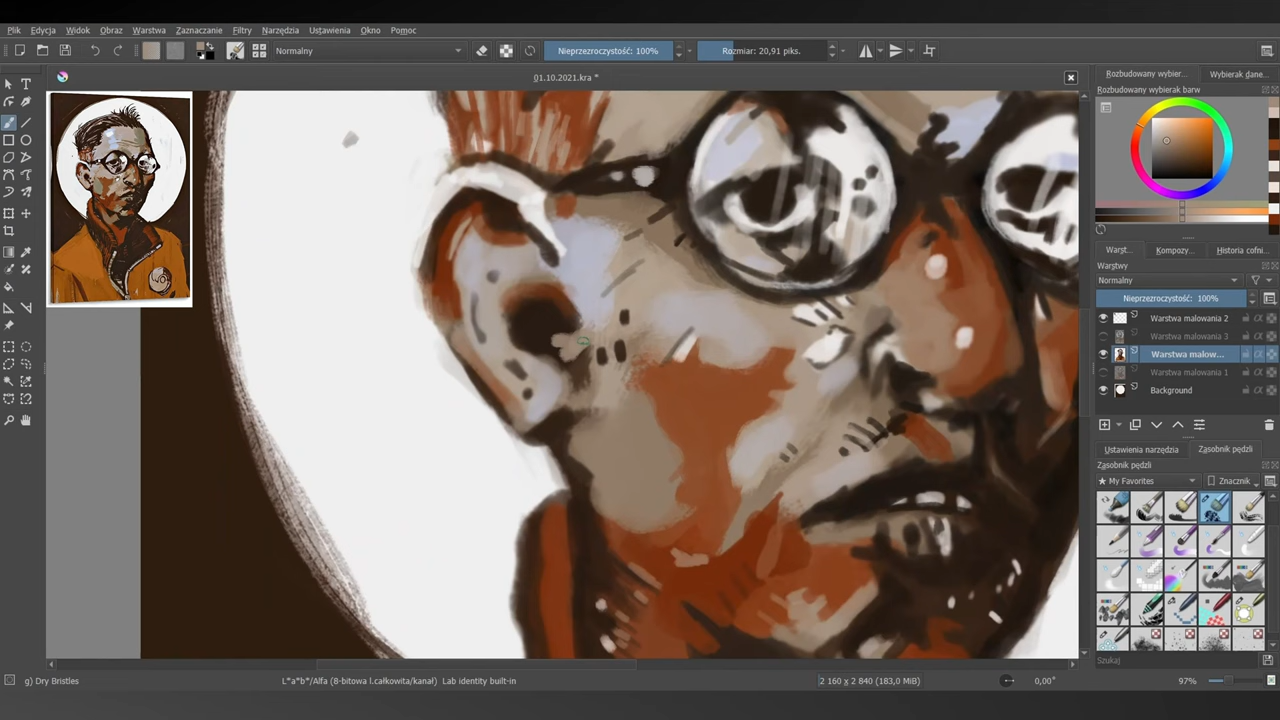 Plik Edycja Widok Obraz Warstwa Zaznaczanie Filtry Narzędzia Ustawienia Okno Pomoc
Normalny Nieprzezroczystość: 100% Rozmiar: 20,91 piks.
01.10.2021.kra *
Rozbudowany wybier... Wybierak dane...
Rozbudowany wybierak barw
Warst... Kompozy... Historia cofni...
Warstwy
Normalny
Nieprzezroczystość: 100%
Warstwa malowania 2
Warstwa malowania 3
Warstwa malow...
Warstwa malowania 1
Background
Ustawienia narzędzia Zasobnik pędzli
Zasobnik pędzli
My Favorites Znacznik
Szukaj
g) Dry Bristles L*a*b*/Alfa (8-bitowa l.całkowita/kanał) Lab identity built-in 2 160 x 2 840 (183,0 MiB) 0,00° 97%